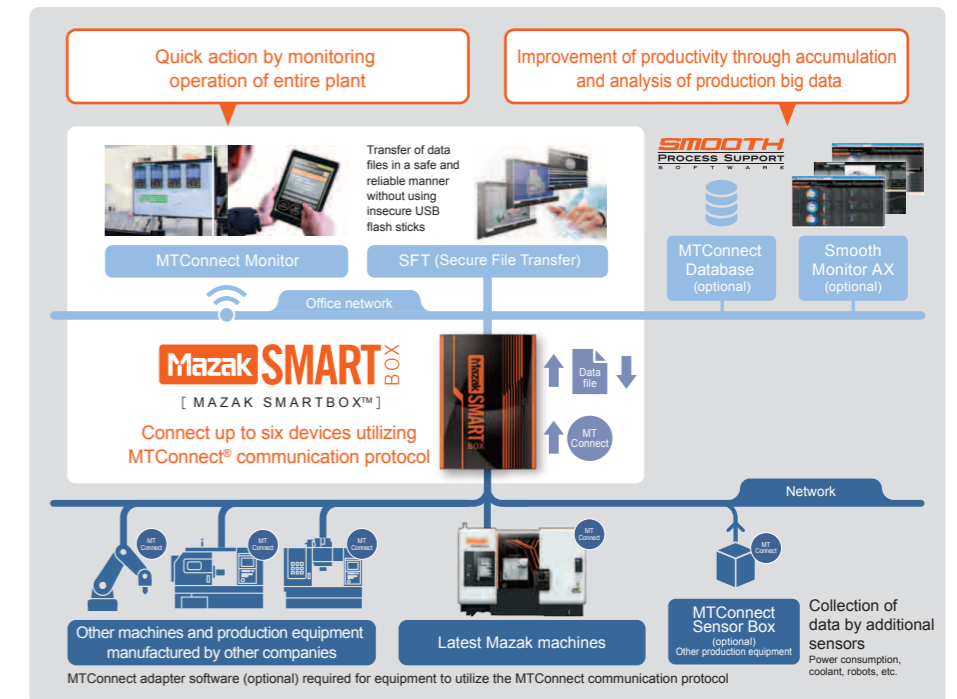 Quick action by monitoring
operation of entire plant
Improvement of productivity through accumulation
and analysis of production big data
Transfer of data
files in a safe and
reliable manner
without using
insecure USB
flash sticks
SMOOTH
PROCESS SUPPORT
SOFTWARE
MTConnect Monitor
SFT (Secure File Transfer)
MTConnect
Database
(optional)
Smooth
Monitor AX
(optional)
Office network
Mazak SMART BOX
[ MAZAK SMARTBOX™ ]
Connect up to six devices utilizing
MTConnect® communication protocol
Mazak SMART BOX
Data
file
MT
Connect
Network
MT
Connect
MT
Connect
MT
Connect
MT
Connect
MT
Connect
Other machines and production equipment
manufactured by other companies
Latest Mazak machines
MTConnect
Sensor Box
(optional)
Other production equipment
Collection of
data by additional
sensors
Power consumption,
coolant, robots, etc.
MTConnect adapter software (optional) required for equipment to utilize the MTConnect communication protocol